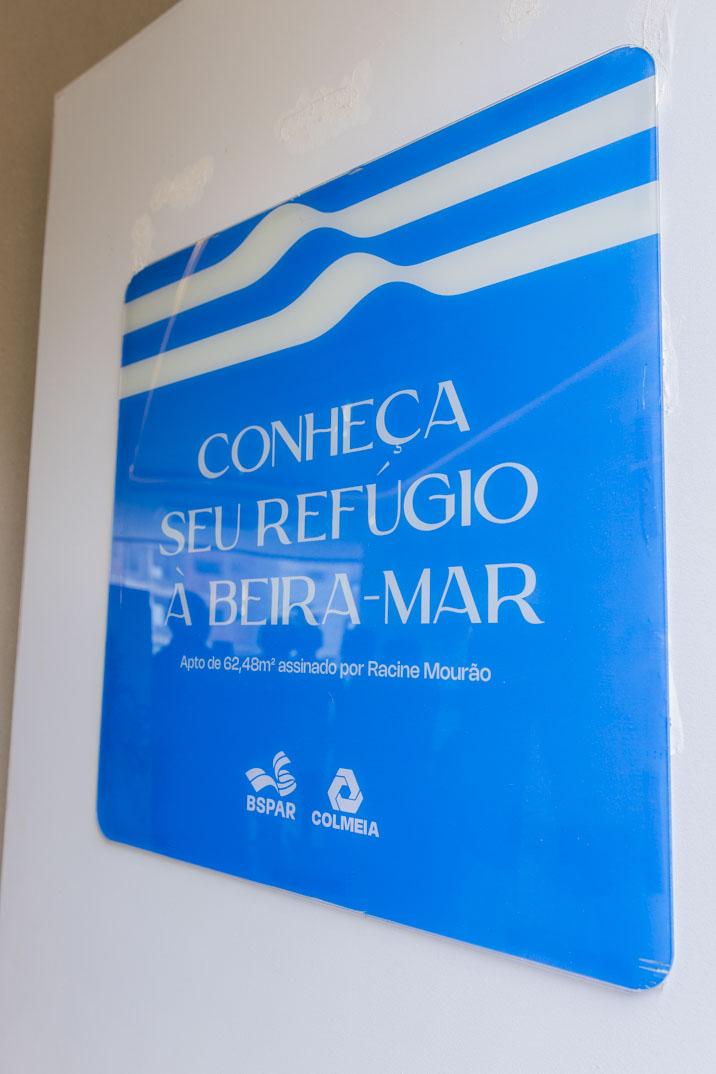 CONHEÇA
SEU REFÚGIO
À BEIRA-MAR
Apto de 62,48m² assinado por Racine Mourão
BSPAR
COLMEIA